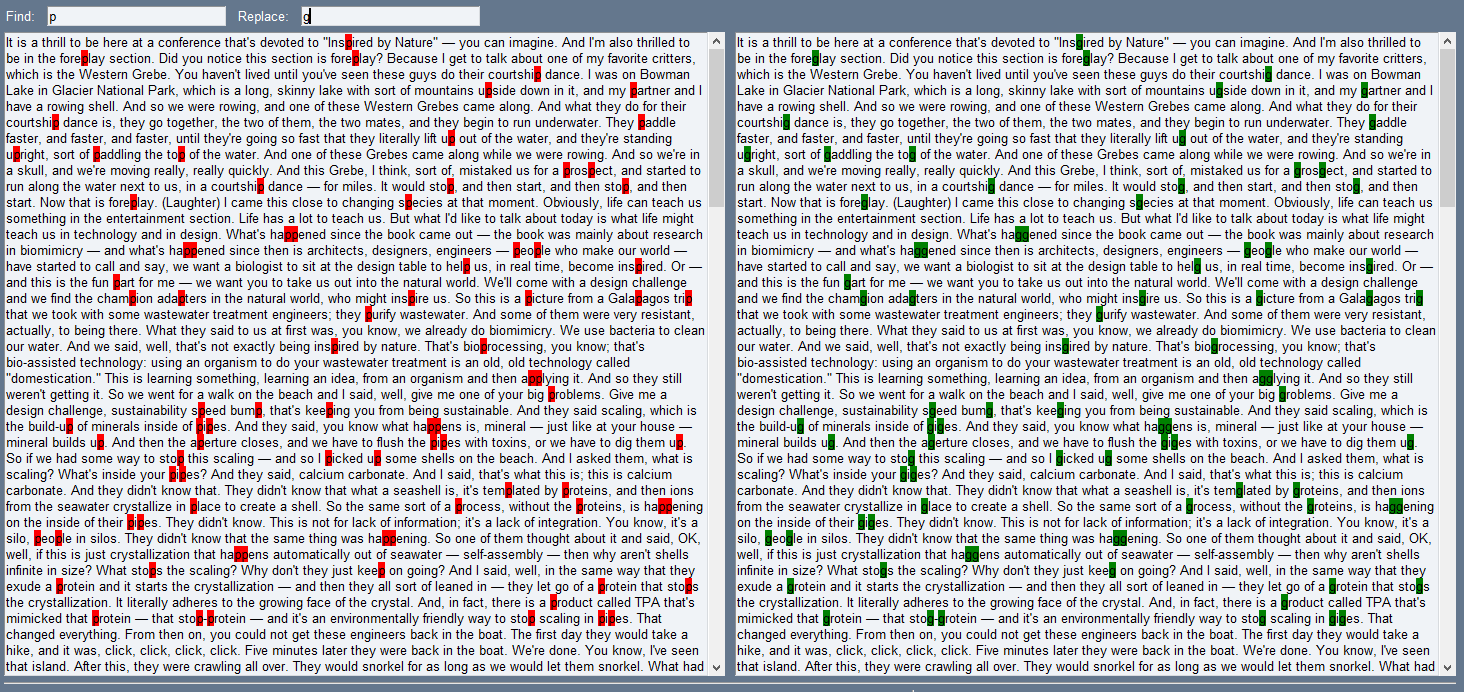 Find: p Replace: g
It is a thrill to be here at a conference that's devoted to "Inspired by Nature" — you can imagine. And I'm also thrilled to
be in the foreplay section. Did you notice this section is foreplay? Because I get to talk about one of my favorite critters,
which is the Western Grebe. You haven't lived until you've seen these guys do their courtship dance. I was on Bowman
Lake in Glacier National Park, which is a long, skinny lake with sort of mountains upside down in it, and my partner and I
have a rowing shell. And so we were rowing, and one of these Western Grebes came along. And what they do for their
courtship dance is, they go together, the two of them, the two mates, and they begin to run underwater. They paddle
faster, and faster, and faster, until they're going so fast that they literally lift up out of the water, and they're standing
upright, sort of paddling the top of the water. And one of these Grebes came along while we were rowing. And so we're in
a skull, and we're moving really, really quickly. And this Grebe, I think, sort of, mistaked us for a prospect, and started to
run along the water next to us, in a courtship dance — for miles. It would stop, and then start, and then stop, and then
start. Now that is foreplay. (Laughter) I came this close to changing species at that moment. Obviously, life can teach us
something in the entertainment section. Life has a lot to teach us. But what I'd like to talk about today is what life might
teach us in technology and in design. What's happened since the book came out — the book was mainly about research
in biomimicry — and what's happened since then is architects, designers, engineers — people who make our world —
have started to call and say, we want a biologist to sit at the design table to help us, in real time, become inspired. Or —
and this is the fun part for me — we want you to take us out into the natural world. We'll come with a design challenge
and we find the champion adapters in the natural world, who might inspire us. So this is a picture from a Galapagos trip
that we took with some wastewater treatment engineers; they purify wastewater. And some of them were very resistant,
actually, to being there. What they said to us at first was, you know, we already do biomimicry. We use bacteria to clean
our water. And we said, well, that's not exactly being inspired by nature. That's bioprocessing, you know; that's
bio-assisted technology: using an organism to do your wastewater treatment is an old, old technology called
"domestication." This is learning something, learning an idea, from an organism and then applying it. And so they still
weren't getting it. So we went for a walk on the beach and I said, well, give me one of your big problems. Give me a
design challenge, sustainability speed bump, that's keeping you from being sustainable. And they said scaling, which is
the build-up of minerals inside of pipes. And they said, you know what happens is, mineral — just like at your house —
mineral builds up. And then the aperture closes, and we have to flush the pipes with toxins, or we have to dig them up.
So if we had some way to stop this scaling — and so I picked up some shells on the beach. And I asked them, what is
scaling? What's inside your pipes? And they said, calcium carbonate. And I said, that's what this is; this is calcium
carbonate. And they didn't know that. They didn't know that what a seashell is, it's templated by proteins, and then ions
from the seawater crystallize in place to create a shell. So the same sort of a process, without the proteins, is happening
on the inside of their pipes. They didn't know. This is not for lack of information; it's a lack of integration. You know, it's a
silo, people in silos. They didn't know that the same thing was happening. So one of them thought about it and said, OK,
well, if this is just crystallization that happens automatically out of seawater — self-assembly — then why aren't shells
infinite in size? What stops the scaling? Why don't they just keep on going? And I said, well, in the same way that they
exude a protein and it starts the crystallization — and then they all sort of leaned in — they let go of a protein that stops
the crystallization. It literally adheres to the growing face of the crystal. And, in fact, there is a product called TPA that's
mimicked that protein — that stop-protein — and it's an environmentally friendly way to stop scaling in pipes. That
changed everything. From then on, you could not get these engineers back in the boat. The first day they would take a
hike, and it was, click, click, click, click. Five minutes later they were back in the boat. We're done. You know, I've seen
that island. After this, they were crawling all over. They would snorkel for as long as we would let them snorkel. What had
It is a thrill to be here at a conference that's devoted to "Insgired by Nature" — you can imagine. And I'm also thrilled to
be in the foreglay section. Did you notice this section is foreglay? Because I get to talk about one of my favorite critters,
which is the Western Grebe. You haven't lived until you've seen these guys do their courtshig dance. I was on Bowman
Lake in Glacier National Park, which is a long, skinny lake with sort of mountains ugside down in it, and my gartner and I
have a rowing shell. And so we were rowing, and one of these Western Grebes came along. And what they do for their
courtshig dance is, they go together, the two of them, the two mates, and they begin to run underwater. They gaddle
faster, and faster, and faster, until they're going so fast that they literally lift ug out of the water, and they're standing
ugright, sort of gaddling the tog of the water. And one of these Grebes came along while we were rowing. And so we're in
a skull, and we're moving really, really quickly. And this Grebe, I think, sort of, mistaked us for a grosgect, and started to
run along the water next to us, in a courtshig dance — for miles. It would stog, and then start, and then stog, and then
start. Now that is foreglay. (Laughter) I came this close to changing sgecies at that moment. Obviously, life can teach us
something in the entertainment section. Life has a lot to teach us. But what I'd like to talk about today is what life might
teach us in technology and in design. What's haggened since the book came out — the book was mainly about research
in biomimicry — and what's haggened since then is architects, designers, engineers — geogle who make our world —
have started to call and say, we want a biologist to sit at the design table to helg us, in real time, become insgired. Or —
and this is the fun gart for me — we want you to take us out into the natural world. We'll come with a design challenge
and we find the chamgion adagters in the natural world, who might insgire us. So this is a gicture from a Galagagos trig
that we took with some wastewater treatment engineers; they gurify wastewater. And some of them were very resistant,
actually, to being there. What they said to us at first was, you know, we already do biomimicry. We use bacteria to clean
our water. And we said, well, that's not exactly being insgired by nature. That's biogrocessing, you know; that's
bio-assisted technology: using an organism to do your wastewater treatment is an old, old technology called
"domestication." This is learning something, learning an idea, from an organism and then agglying it. And so they still
weren't getting it. So we went for a walk on the beach and I said, well, give me one of your big groblems. Give me a
design challenge, sustainability sgeed bumg, that's keeging you from being sustainable. And they said scaling, which is
the build-ug of minerals inside of giges. And they said, you know what haggens is, mineral — just like at your house —
mineral builds ug. And then the agerture closes, and we have to flush the giges with toxins, or we have to dig them ug.
So if we had some way to stog this scaling — and so I gicked ug some shells on the beach. And I asked them, what is
scaling? What's inside your giges? And they said, calcium carbonate. And I said, that's what this is; this is calcium
carbonate. And they didn't know that. They didn't know that what a seashell is, it's temglated by groteins, and then ions
from the seawater crystallize in glace to create a shell. So the same sort of a grocess, without the groteins, is haggening
on the inside of their giges. They didn't know. This is not for lack of information; it's a lack of integration. You know, it's a
silo, geogle in silos. They didn't know that the same thing was haggening. So one of them thought about it and said, OK,
well, if this is just crystallization that haggens automatically out of seawater — self-assembly — then why aren't shells
infinite in size? What stogs the scaling? Why don't they just keeg on going? And I said, well, in the same way that they
exude a grotein and it starts the crystallization — and then they all sort of leaned in — they let go of a grotein that stogs
the crystallization. It literally adheres to the growing face of the crystal. And, in fact, there is a groduct called TPA that's
mimicked that grotein — that stog-grotein — and it's an environmentally friendly way to stog scaling in giges. That
changed everything. From then on, you could not get these engineers back in the boat. The first day they would take a
hike, and it was, click, click, click, click. Five minutes later they were back in the boat. We're done. You know, I've seen
that island. After this, they were crawling all over. They would snorkel for as long as we would let them snorkel. What had